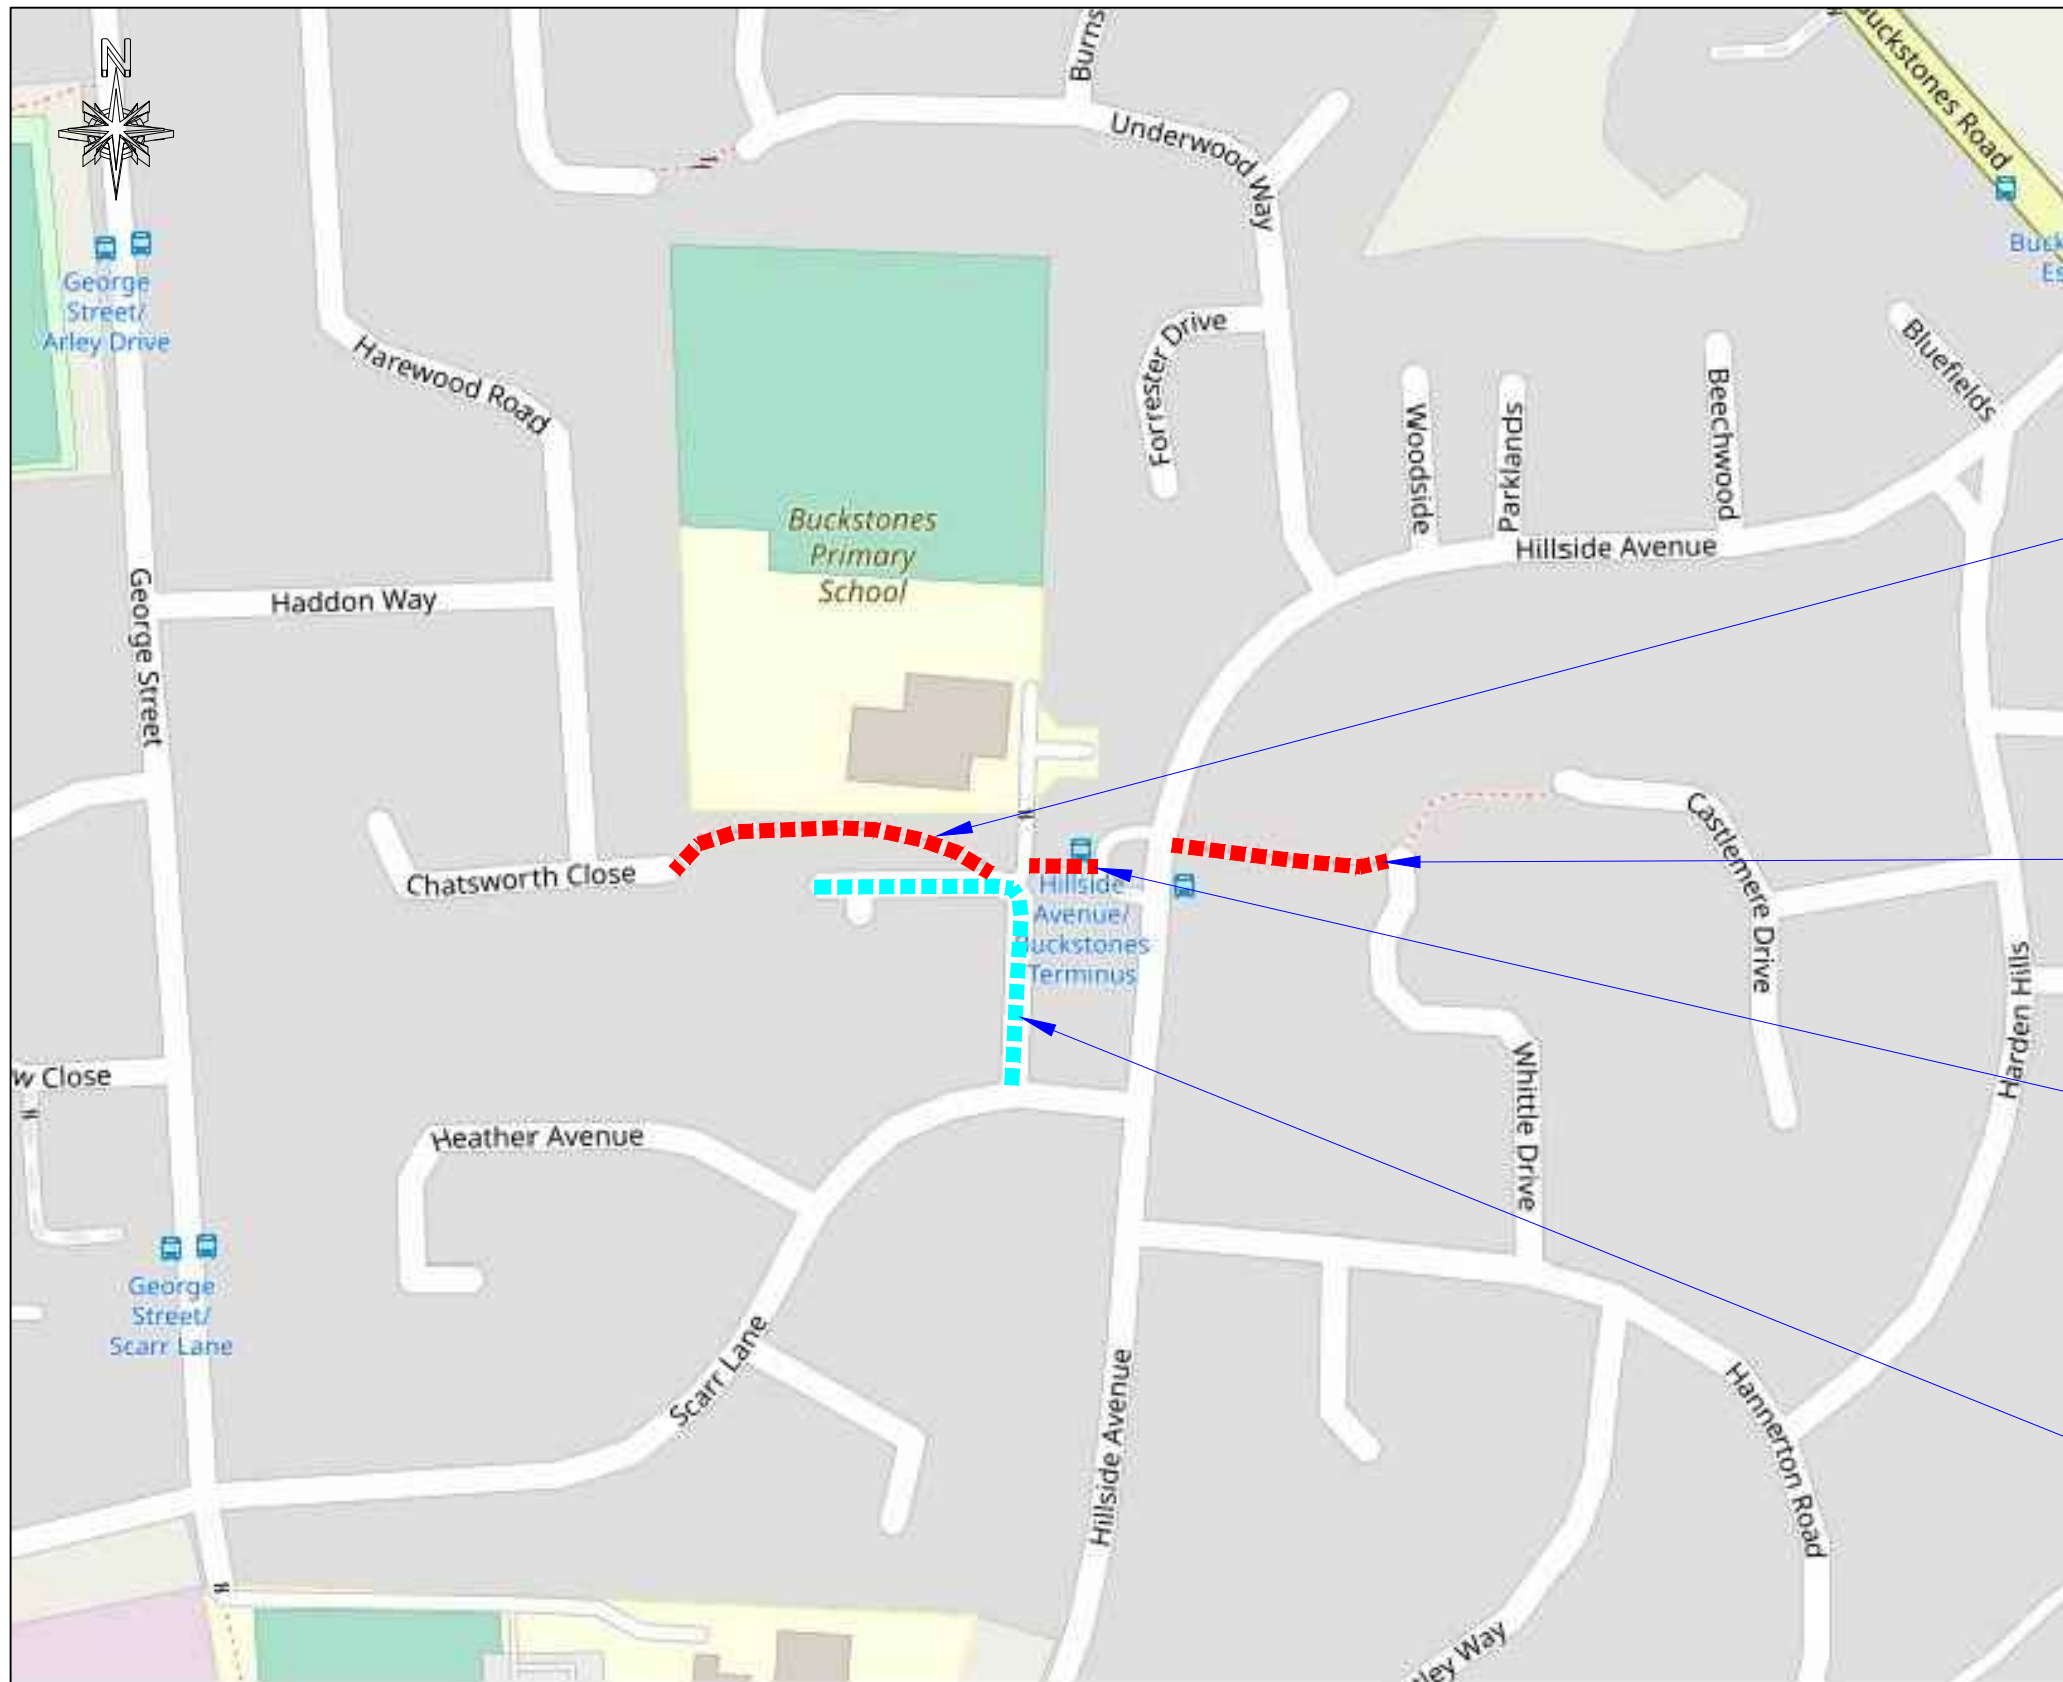 N
Burns
Buckstones Road
Underwood Way
George
Street/
Arley Drive
Buck
Es
Harewood Road
Forrester Drive
Bluefields
Woodside
Parklands
Beechwood
Buckstones
Primary
School
Hillside Avenue
George Street
Haddon Way
Castlemere Drive
Chatsworth Close
Hillside
Avenue/
Buckstones
Terminus
Harden Hills
w Close
Whittle Drive
Heather Avenue
George
Street/
Scarr Lane
Scarr Lane
Hillside Avenue
Hannerton Road
ley Way